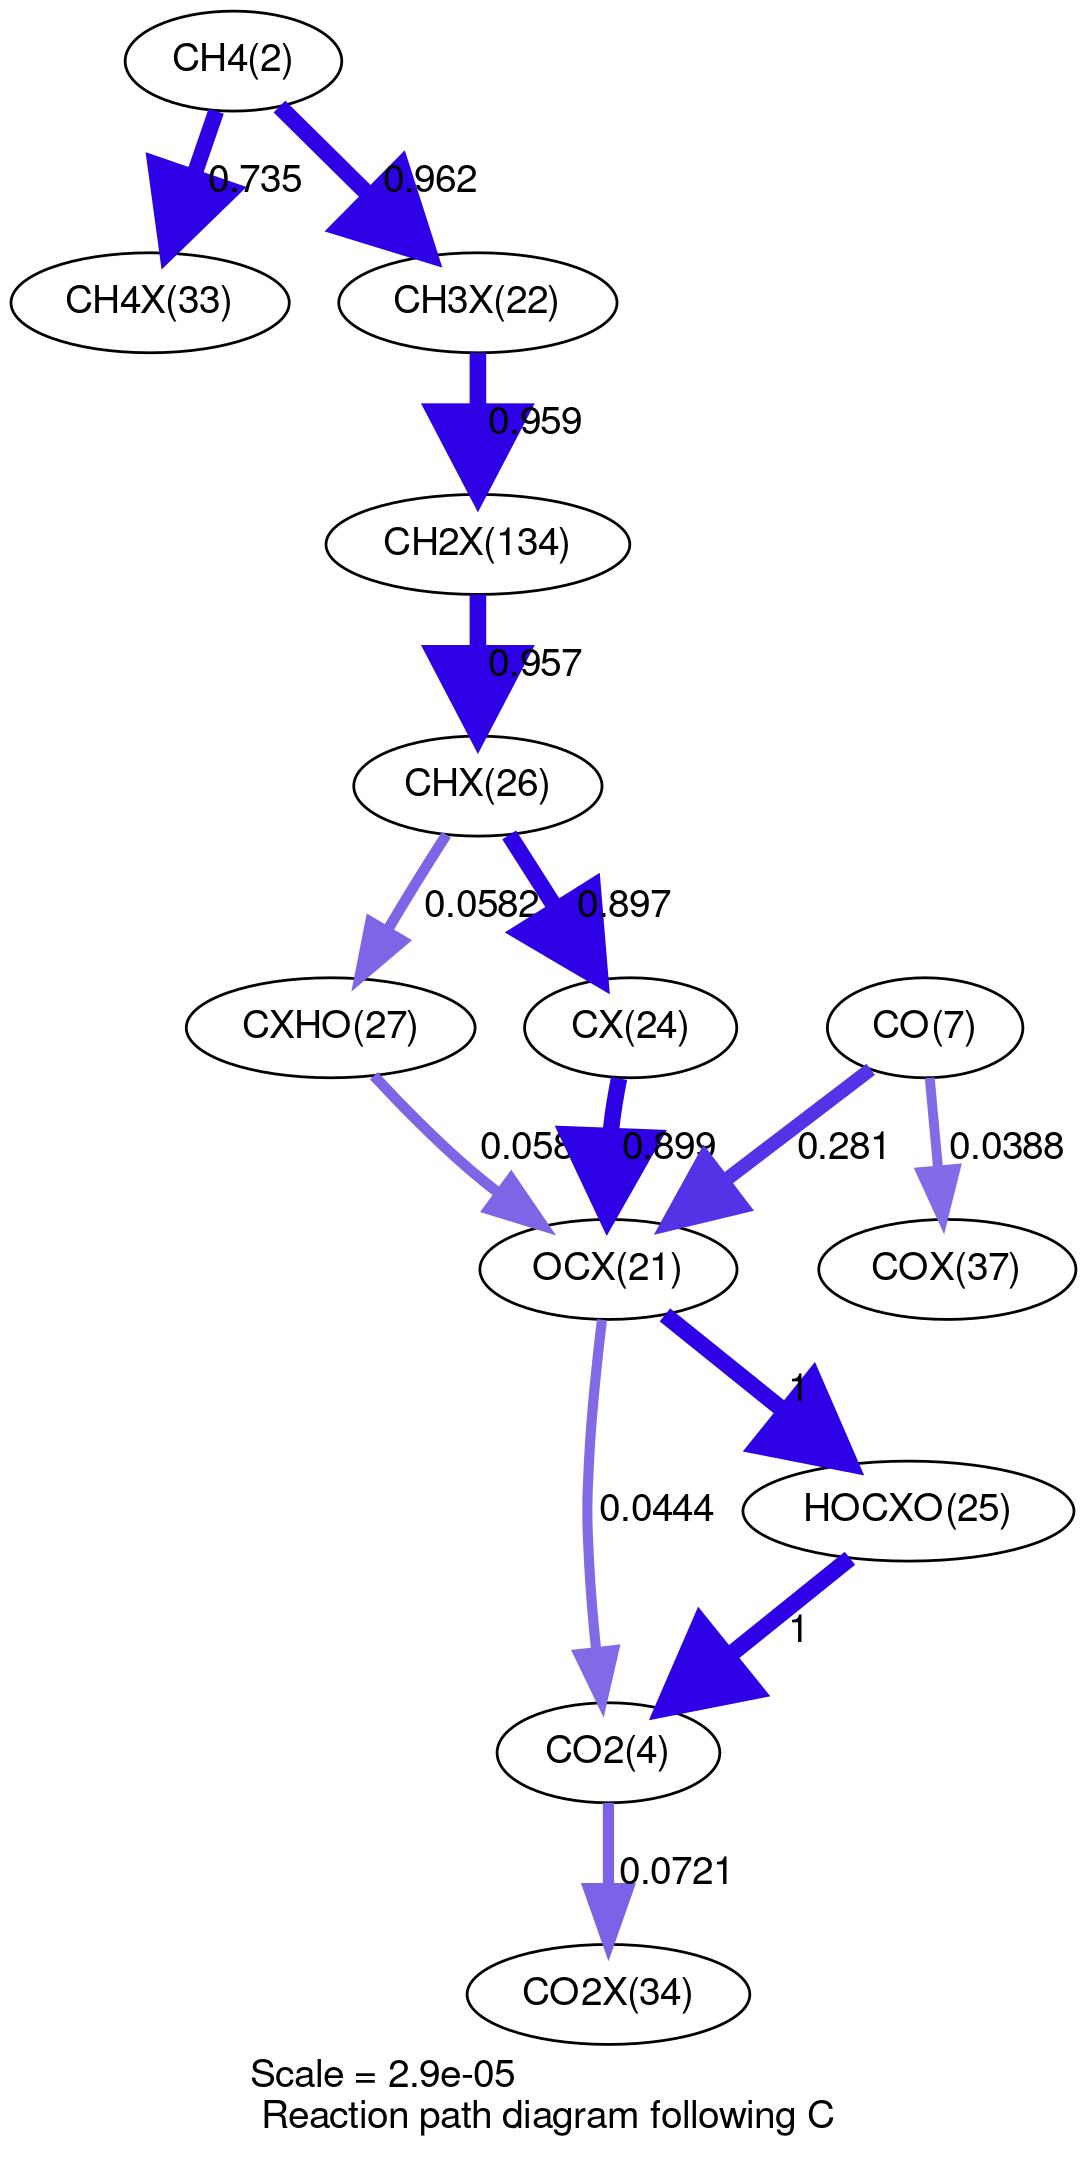 CH4(2)
0.735
0.962
CH4X(33)
CH3X(22)
0.959
CH2X(134)
0.957
CHX(26)
0.0582
0.897
CXHO(27)
CX(24)
CO(7)
0.899
0.281
0.0388
OCX(21)
COX(37)
1
0.0444
HOCXO(25)
1
CO2(4)
0.0721
CO2X(34)
Scale = 2.9e-05
Reaction path diagram following C